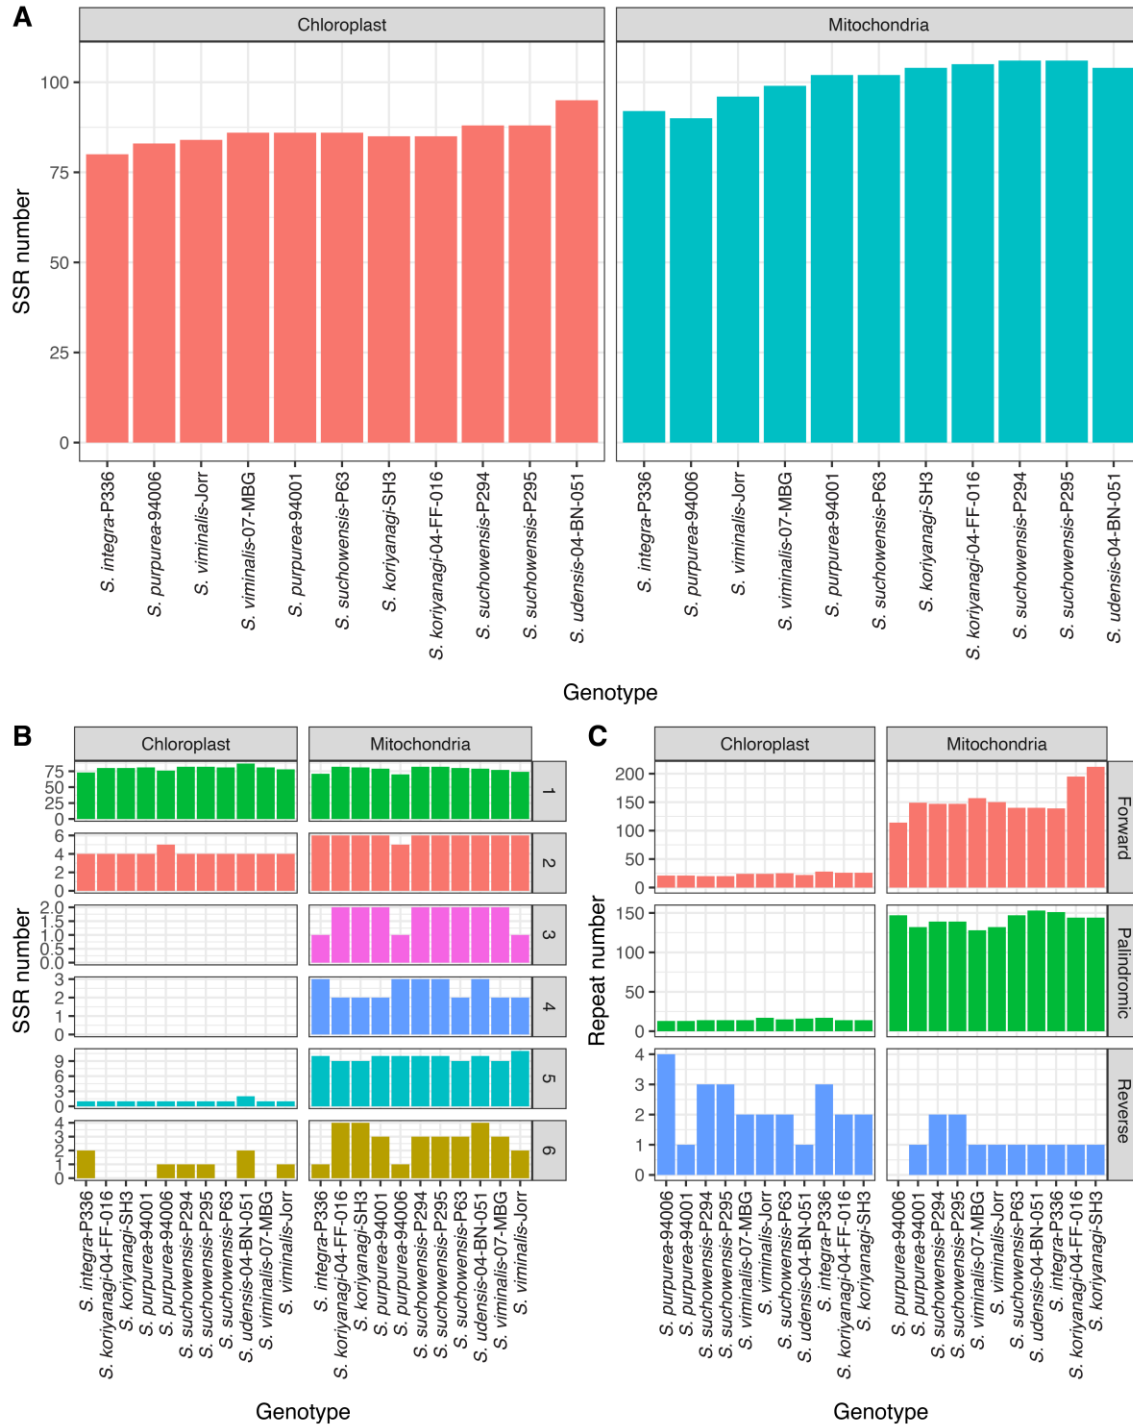 A
Chloroplast
Mitochondria
SSR number
100
75
50
25
0
S. integra-P336
S. purpurea-94006
S. viminalis-Jorr
S. viminalis-07-MBG
S. purpurea-94001
S. suchowensis-P63
S. koriyanagi-SH3
S. koriyanagi-04-FF-016
S. suchowensis-P294
S. suchowensis-P295
S. udensis-04-BN-051
S. integra-P336
S. purpurea-94006
S. viminalis-Jorr
S. viminalis-07-MBG
S. purpurea-94001
S. suchowensis-P63
S. koriyanagi-SH3
S. koriyanagi-04-FF-016
S. suchowensis-P294
S. suchowensis-P295
S. udensis-04-BN-051
Genotype
B
Chloroplast
Mitochondria
SSR number
75
50
25
0
1
6
4
2
0
2
2.0
1.5
1.0
0.5
0.0
3
3
2
1
0
4
9
6
3
0
5
4
3
2
1
0
6
S. integra-P336
S. koriyanagi-04-FF-016
S. koriyanagi-SH3
S. purpurea-94001
S. purpurea-94006
S. suchowensis-P294
S. suchowensis-P295
S. suchowensis-P63
S. udensis-04-BN-051
S. viminalis-07-MBG
S. viminalis-Jorr
S. integra-P336
S. koriyanagi-04-FF-016
S. koriyanagi-SH3
S. purpurea-94001
S. purpurea-94006
S. suchowensis-P294
S. suchowensis-P295
S. suchowensis-P63
S. udensis-04-BN-051
S. viminalis-07-MBG
S. viminalis-Jorr
Genotype
C
Chloroplast
Mitochondria
Repeat number
200
150
100
50
0
Forward
150
100
50
0
Palindromic
4
3
2
1
0
Reverse
S. purpurea-94006
S. purpurea-94001
S. suchowensis-P294
S. suchowensis-P295
S. viminalis-07-MBG
S. viminalis-Jorr
S. suchowensis-P63
S. udensis-04-BN-051
S. integra-P336
S. koriyanagi-04-FF-016
S. koriyanagi-SH3
S. purpurea-94006
S. purpurea-94001
S. suchowensis-P294
S. suchowensis-P295
S. viminalis-07-MBG
S. viminalis-Jorr
S. suchowensis-P63
S. udensis-04-BN-051
S. integra-P336
S. koriyanagi-04-FF-016
S. koriyanagi-SH3
Genotype